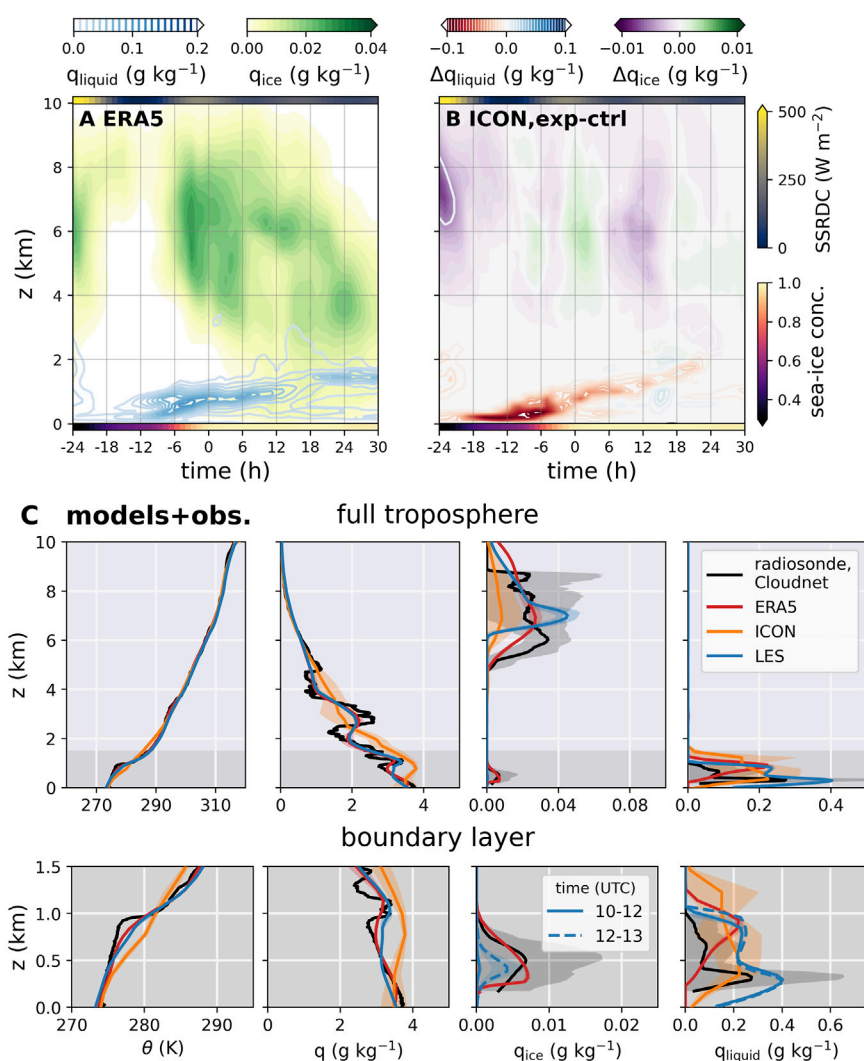 0.0 0.2 0.00 0.04 −0.1 0.0 0.1 −0.01 0.00 0.01
q_liquid (g kg⁻¹) q_ice (g kg⁻¹) Δq_liquid (g kg⁻¹) Δq_ice (g kg⁻¹)
A ERA5
B ICON,exp-ctrl
10
8
6
4
2
0
z (km)
-24 -18 -12 -6 0 6 12 18 24 30
time (h)
-24 -18 -12 -6 0 6 12 18 24 30
time (h)
500
250
0
SSRDC (W m⁻²)
1.0
0.8
0.6
0.4
sea-ice conc.
C models+obs.
full troposphere
10
8
6
4
2
0
z (km)
270 290 310
0 2 4
0.00 0.04 0.08
0.0 0.2 0.4
radiosonde,
Cloudnet
ERA5
ICON
LES
boundary layer
1.5
1.0
0.5
0.0
z (km)
time (UTC)
10-12
12-13
270 280 290
θ (K)
0 2 4
q (g kg⁻¹)
0.00 0.01 0.02
q_ice (g kg⁻¹)
0.0 0.2 0.4 0.6
q_liquid (g kg⁻¹)